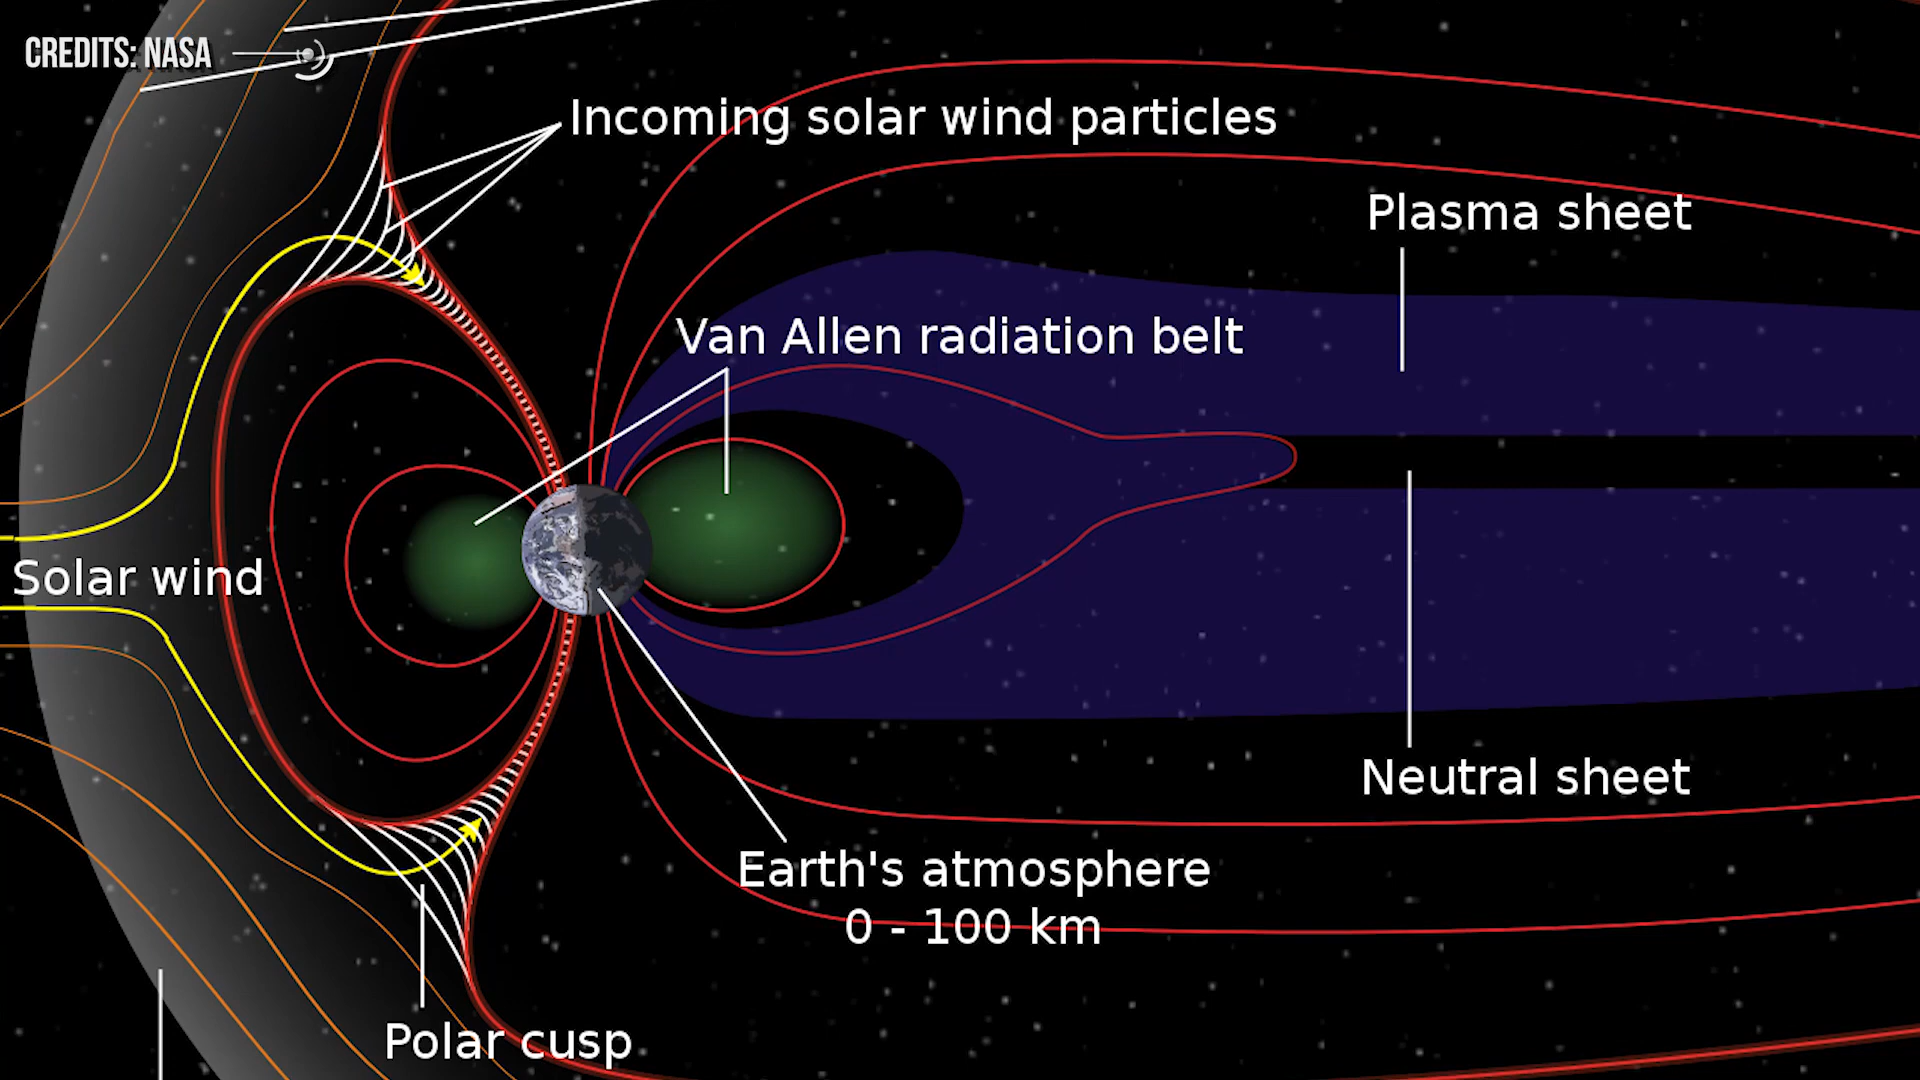 CREDITS: NASA
Incoming solar wind particles
Plasma sheet
Van Allen radiation belt
Solar wind
Neutral sheet
Earth's atmosphere
0 - 100 km
Polar cusp